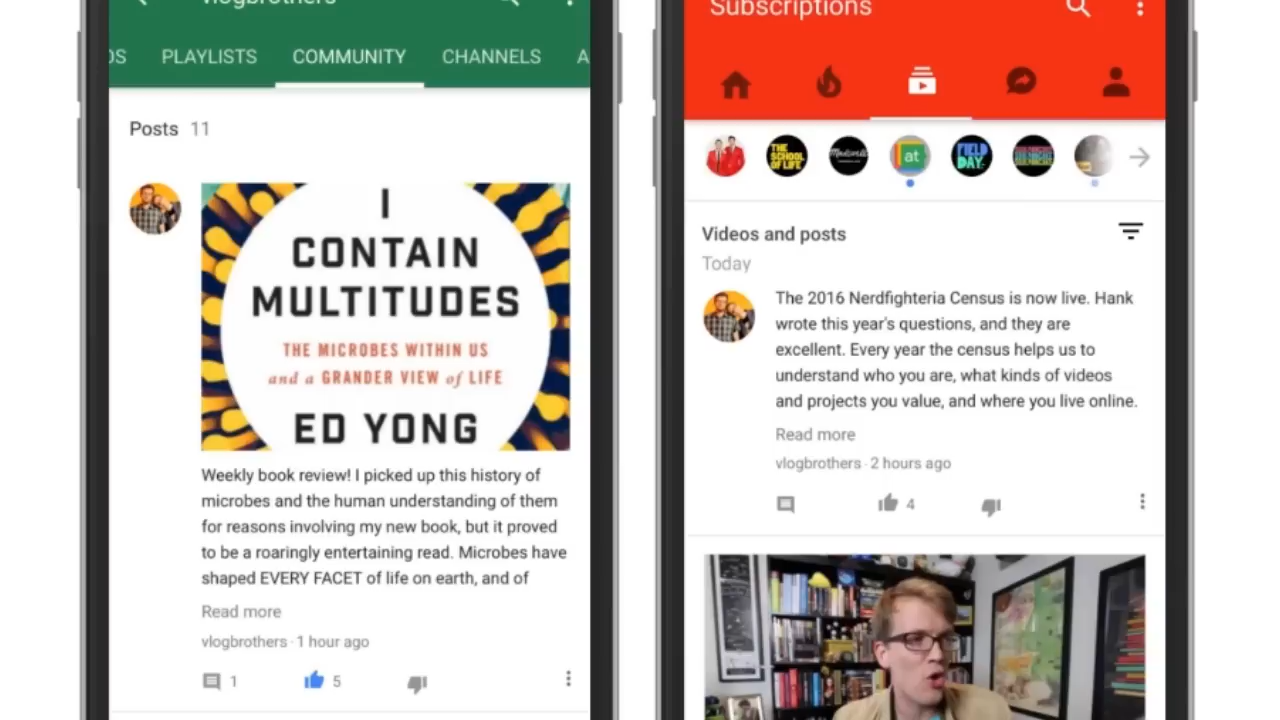 vlogbrothers
OS PLAYLISTS COMMUNITY CHANNELS A
Posts 11
I
CONTAIN
MULTITUDES
THE MICROBES WITHIN US
and a GRANDER VIEW of LIFE
ED YONG
Weekly book review! I picked up this history of
microbes and the human understanding of them
for reasons involving my new book, but it proved
to be a roaringly entertaining read. Microbes have
shaped EVERY FACET of life on earth, and of
Read more
vlogbrothers · 1 hour ago
1 5
Subscriptions
THE SCHOOL OF LIFE
at
FIELD DAY
Videos and posts
Today
The 2016 Nerdfighteria Census is now live. Hank
wrote this year's questions, and they are
excellent. Every year the census helps us to
understand who you are, what kinds of videos
and projects you value, and where you live online.
Read more
vlogbrothers · 2 hours ago
4